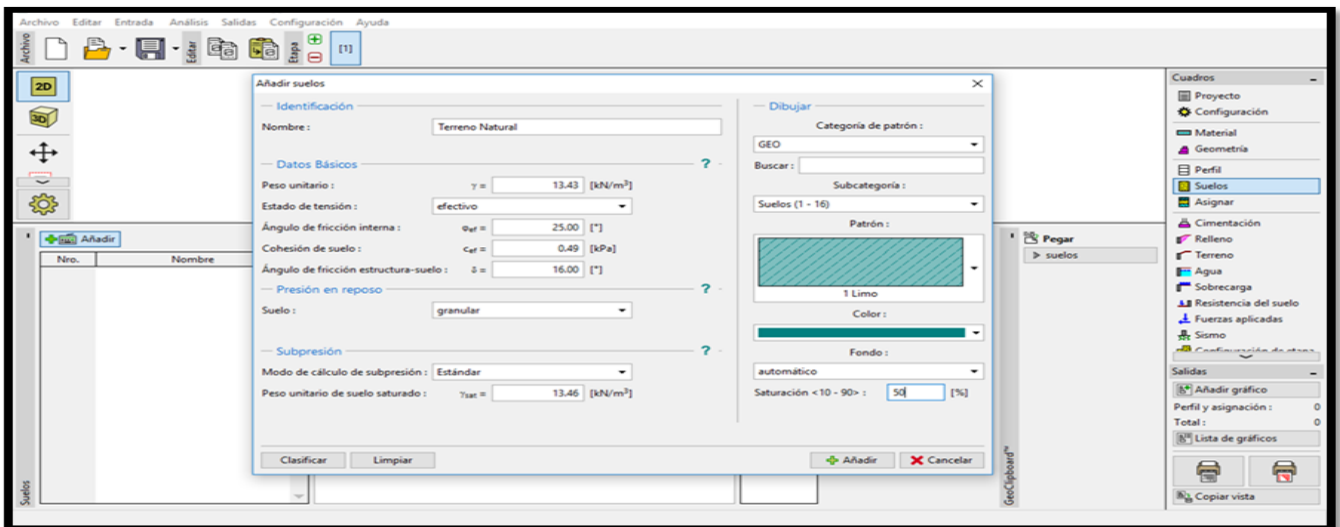 Archivo Editar Entrada Análisis Salidas Configuración Ayuda
Archivo
Editar
Etapa
[1]
2D
3D
Añadir suelos
Identificación
Nombre : Terreno Natural
Datos Básicos ?
Peso unitario : γ = 13.43 [kN/m³]
Estado de tensión : efectivo
Ángulo de fricción interna : φef = 25.00 [°]
Cohesión de suelo : cef = 0.49 [kPa]
Ángulo de fricción estructura-suelo : δ = 16.00 [°]
Presión en reposo ?
Suelo : granular
Subpresión ?
Modo de cálculo de subpresión : Estándar
Peso unitario de suelo saturado : γsat = 13.46 [kN/m³]
Clasificar Limpiar
Dibujar
Categoría de patrón :
GEO
Buscar :
Subcategoría :
Suelos (1 - 16)
Patrón :
1 Limo
Color :
Fondo :
automático
Saturación <10 - 90> : 50 [%]
Añadir Cancelar
Añadir
Nro. Nombre
Suelos
Pegar
suelos
GeoClipboard™
Cuadros
Proyecto
Configuración
Material
Geometría
Perfil
Suelos
Asignar
Cimentación
Relleno
Terreno
Agua
Sobrecarga
Resistencia del suelo
Fuerzas aplicadas
Sismo
Configuración de etapa
Salidas
Añadir gráfico
Perfil y asignación : 0
Total : 0
Lista de gráficos
Copiar vista